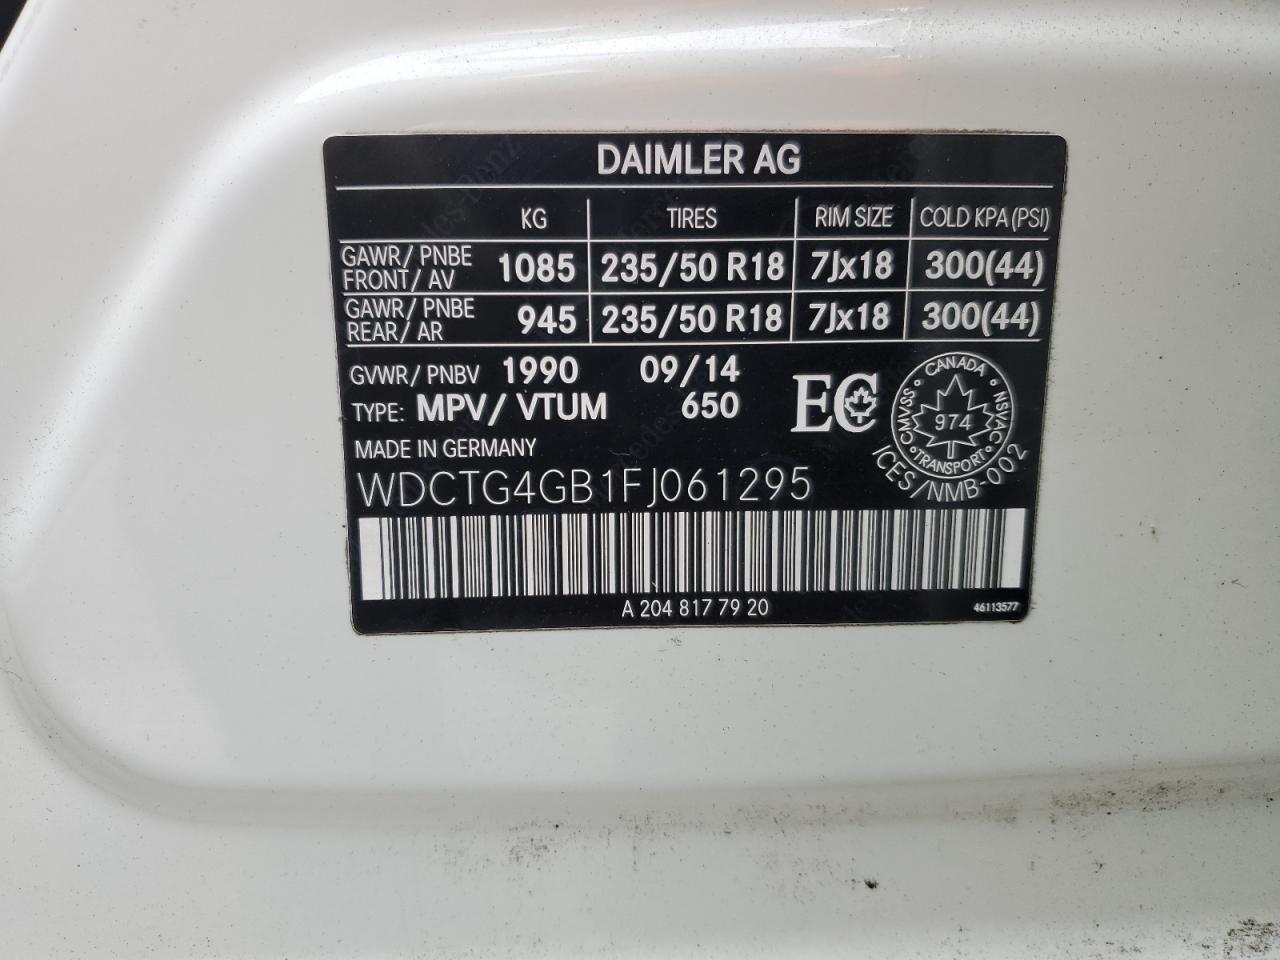 DAIMLER AG
KG TIRES RIM SIZE COLD KPA (PSI)
GAWR/ PNBE
FRONT/ AV 1085 235/50 R18 7Jx18 300(44)
GAWR/ PNBE
REAR/ AR 945 235/50 R18 7Jx18 300(44)
GVWR/ PNBV 1990 09/14
TYPE: MPV/ VTUM 650
EC
CANADA
CMVSS
NSVAC
974
TRANSPORT
ICES/NMB-002
MADE IN GERMANY
WDCTG4GB1FJ061295
A 204 817 79 20
46113577